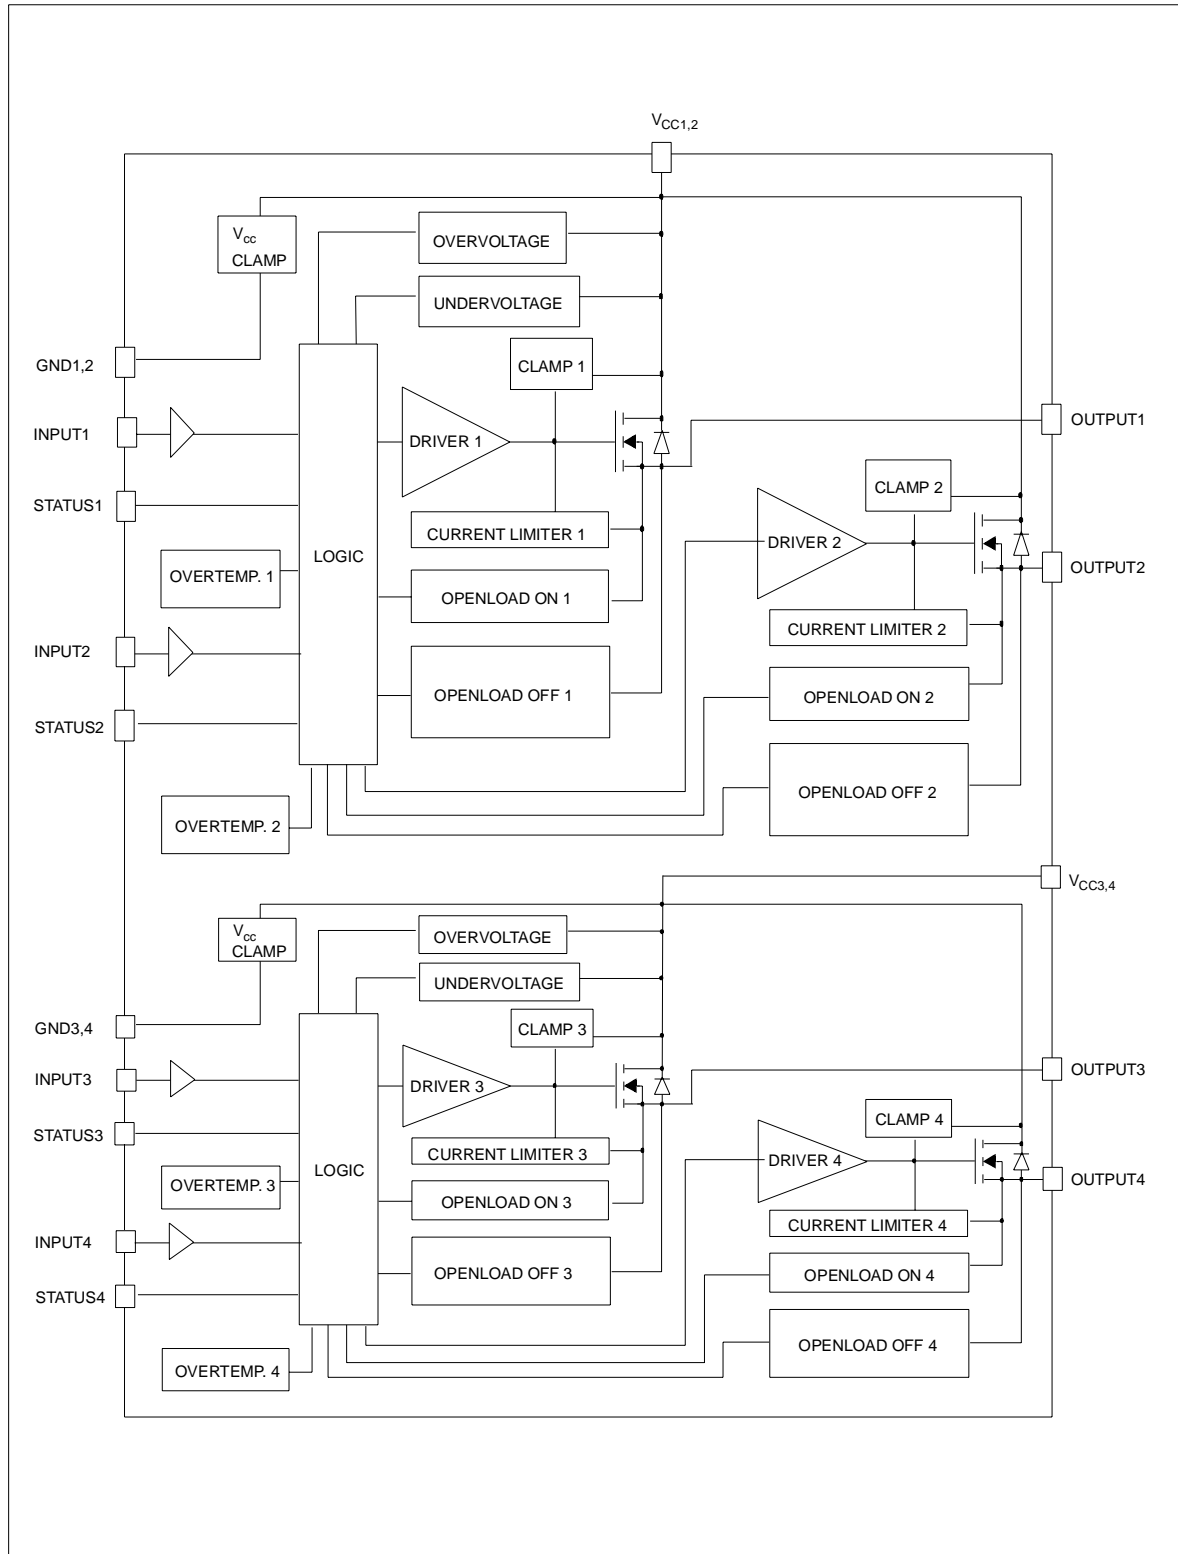 VCC1,2
Vcc
CLAMP
OVERVOLTAGE
UNDERVOLTAGE
GND1,2
CLAMP 1
INPUT1
DRIVER 1
OUTPUT1
STATUS1
CURRENT LIMITER 1
LOGIC
CLAMP 2
DRIVER 2
OVERTEMP. 1
OPENLOAD ON 1
OUTPUT2
CURRENT LIMITER 2
INPUT2
OPENLOAD OFF 1
OPENLOAD ON 2
STATUS2
OPENLOAD OFF 2
OVERTEMP. 2
VCC3,4
Vcc
CLAMP
OVERVOLTAGE
UNDERVOLTAGE
GND3,4
CLAMP 3
INPUT3
DRIVER 3
OUTPUT3
STATUS3
CURRENT LIMITER 3
LOGIC
CLAMP 4
DRIVER 4
OVERTEMP. 3
OPENLOAD ON 3
OUTPUT4
CURRENT LIMITER 4
INPUT4
OPENLOAD OFF 3
OPENLOAD ON 4
STATUS4
OPENLOAD OFF 4
OVERTEMP. 4